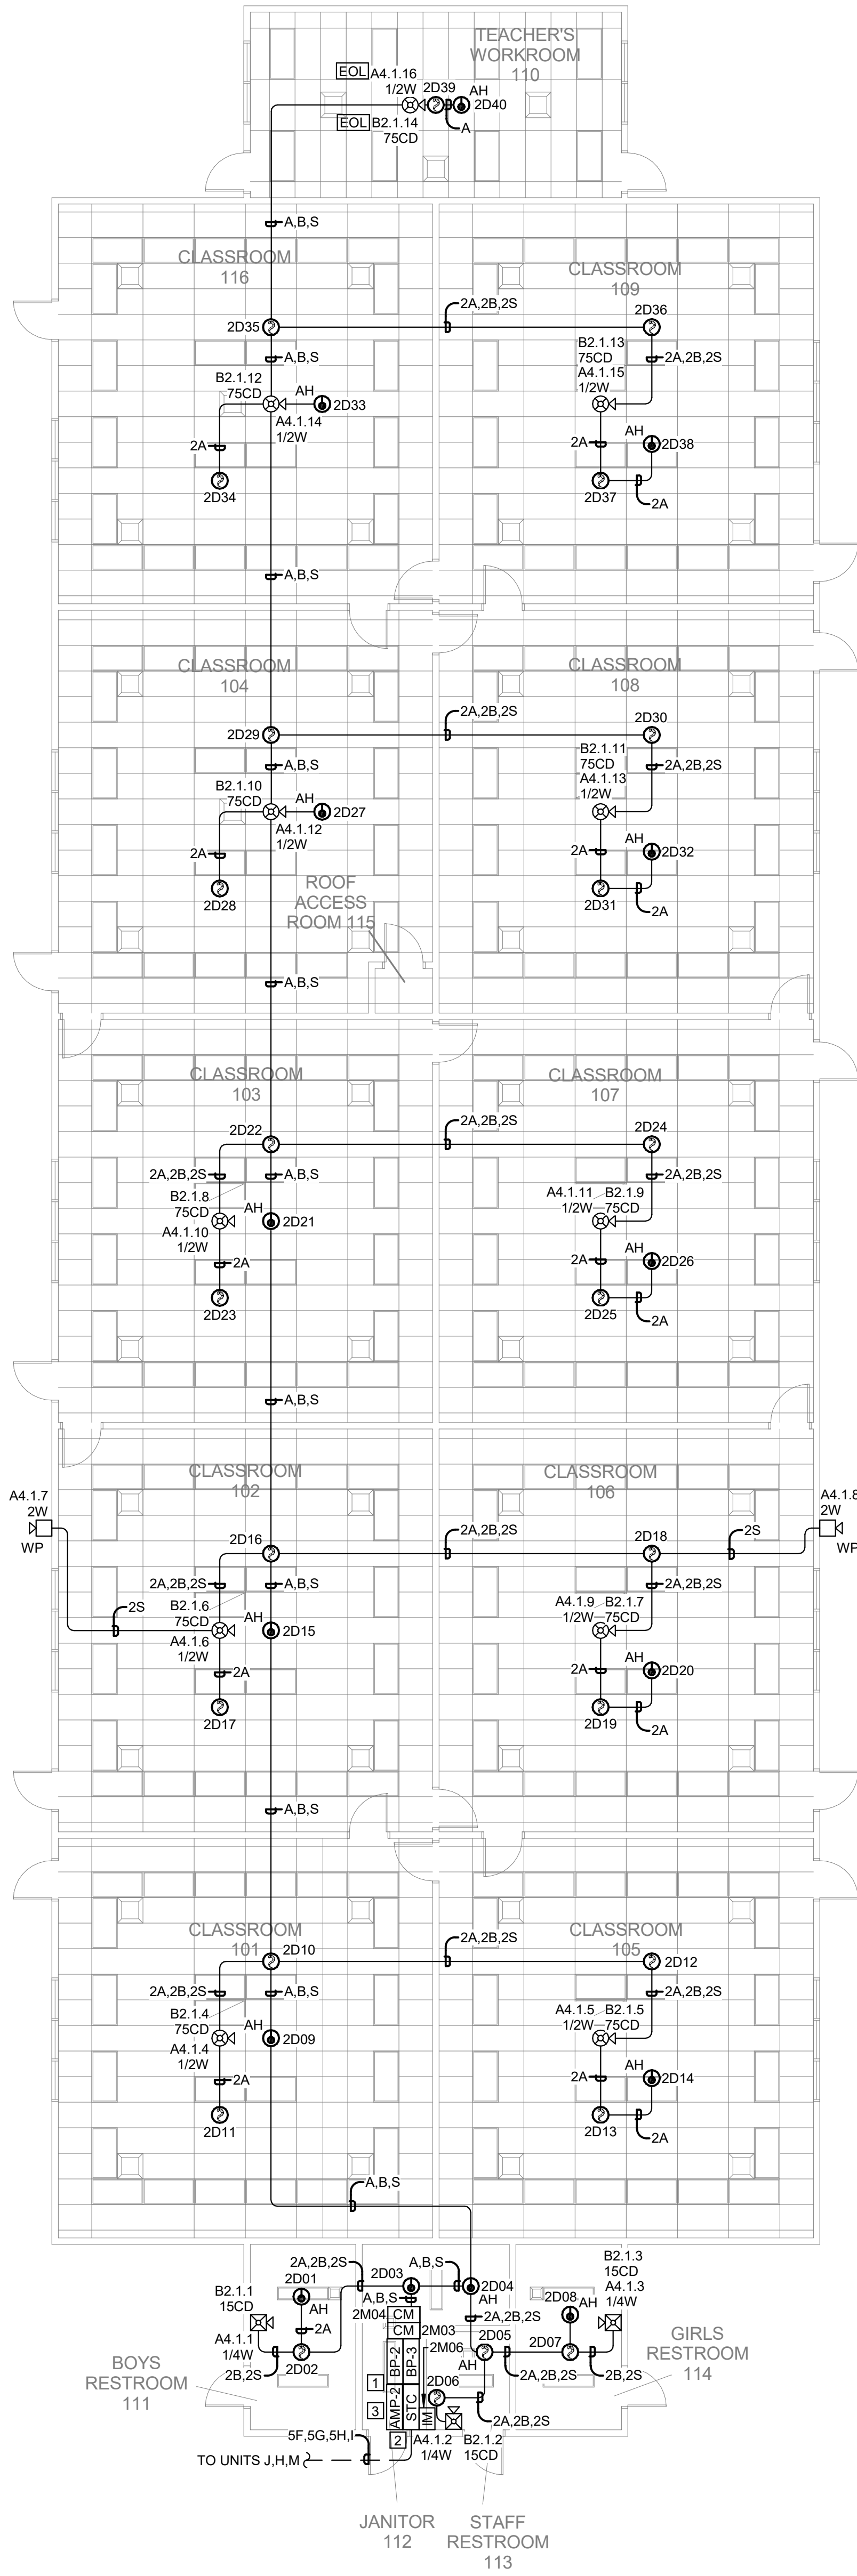 TEACHER'S
WORKROOM
110
EOL
A4.1.16
1/2W
2D39
AH
2D40
EOL
B2.1.14
75CD
A
A,B,S
CLASSROOM
116
CLASSROOM
109
2A,2B,2S
2D35
2D36
A,B,S
B2.1.13
75CD
A4.1.15
1/2W
2A,2B,2S
B2.1.12
75CD
AH
2D33
A4.1.14
1/2W
2A
2D34
2A
AH
2D38
2D37
2A
A,B,S
CLASSROOM
104
CLASSROOM
108
2A,2B,2S
2D29
2D30
A,B,S
B2.1.11
75CD
A4.1.13
1/2W
2A,2B,2S
B2.1.10
75CD
AH
2D27
A4.1.12
1/2W
2A
2D28
2A
AH
2D32
2D31
2A
ROOF
ACCESS
ROOM 115
A,B,S
CLASSROOM
103
CLASSROOM
107
2A,2B,2S
2D22
2D24
2A,2B,2S
A,B,S
2A,2B,2S
B2.1.8
75CD
A4.1.10
1/2W
AH
2D21
A4.1.11
1/2W
B2.1.9
75CD
2A
2D23
2A
AH
2D26
2D25
2A
A,B,S
CLASSROOM
102
CLASSROOM
106
A4.1.7
2W
WP
A4.1.8
2W
WP
2A,2B,2S
2S
2D16
2D18
2A,2B,2S
A,B,S
2A,2B,2S
2S
B2.1.6
75CD
A4.1.6
1/2W
AH
2D15
A4.1.9
1/2W
B2.1.7
75CD
2A
2D17
2A
AH
2D20
2D19
2A
A,B,S
CLASSROOM
101
CLASSROOM
105
2A,2B,2S
2D10
2D12
2A,2B,2S
A,B,S
2A,2B,2S
B2.1.4
75CD
A4.1.4
1/2W
AH
2D09
A4.1.5
1/2W
B2.1.5
75CD
2A
2D11
2A
AH
2D14
2D13
2A
A,B,S
2A,2B,2S
2D03
A,B,S
2D04
AH
B2.1.3
15CD
A4.1.3
1/4W
2D01
AH
B2.1.1
15CD
A4.1.1
1/4W
2A
2D02
2B,2S
A,B,S
2M04
CM
CM
2M03
2M06
BP-2
BP-3
AMP-2
STC
IM
1
3
2
2A,2B,2S
2D05
AH
2D06
2D08
AH
2D07
2A,2B,2S
2B,2S
2A,2B,2S
A4.1.2
1/4W
B2.1.2
15CD
BOYS
RESTROOM
111
GIRLS
RESTROOM
114
5F,5G,5H,I
TO UNITS J,H,M
JANITOR
112
STAFF
RESTROOM
113